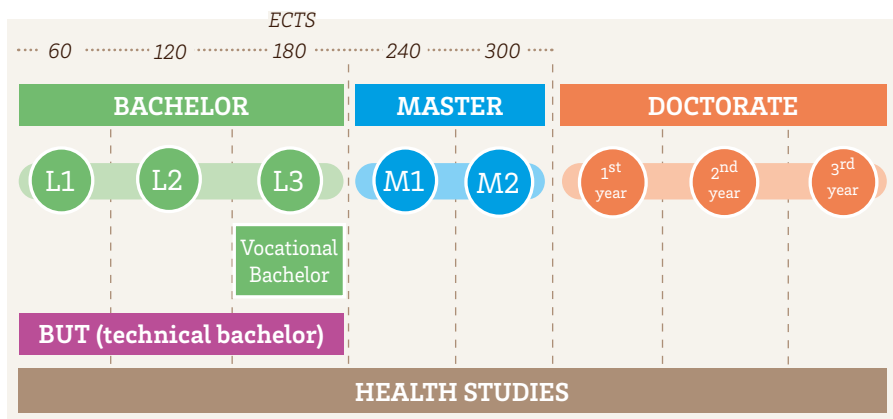 ECTS
60 120 180 240 300
BACHELOR MASTER DOCTORATE
L1 L2 L3 M1 M2 1st year 2nd year 3rd year
Vocational
Bachelor
BUT (technical bachelor)
HEALTH STUDIES